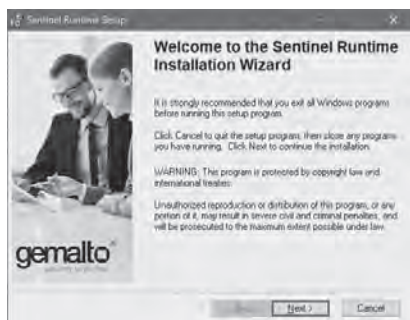 Sentinel Runtime Setup
Welcome to the Sentinel Runtime
Installation Wizard
It is strongly recommended that you exit all Windows programs
before running this setup program.
Click Cancel to quit the setup program, then close any programs
you have running. Click Next to continue the installation.
WARNING: This program is protected by copyright law and
international treaties.
Unauthorized reproduction or distribution of this program, or any
portion of it, may result in severe civil and criminal penalties, and
will be prosecuted to the maximum extent possible under law.
gemalto
Next >
Cancel